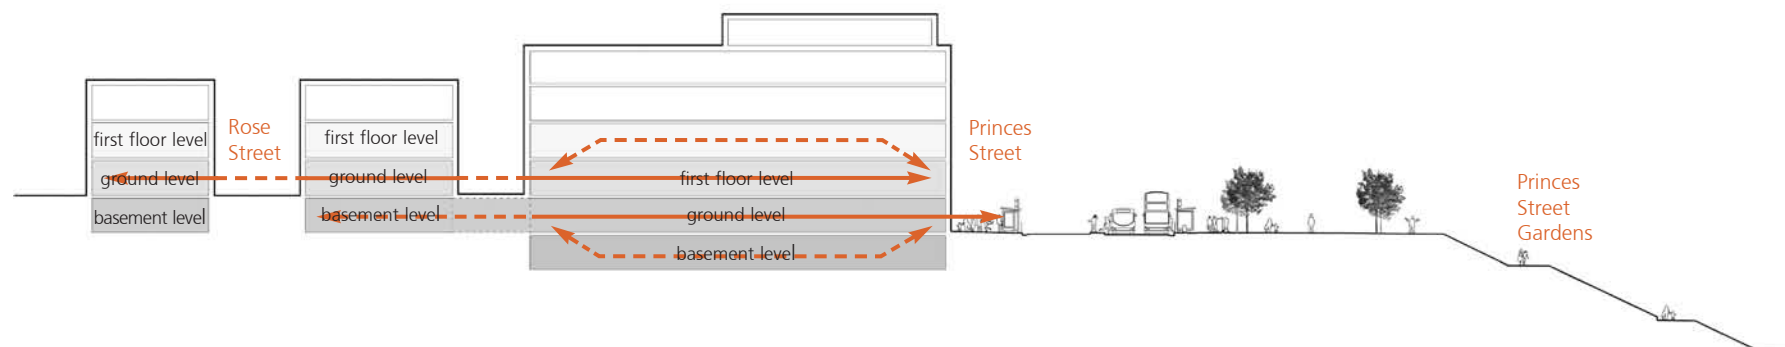 first floor level
ground level
basement level
Rose
Street
first floor level
ground level
basement level
first floor level
ground level
basement level
Princes
Street
Princes
Street
Gardens